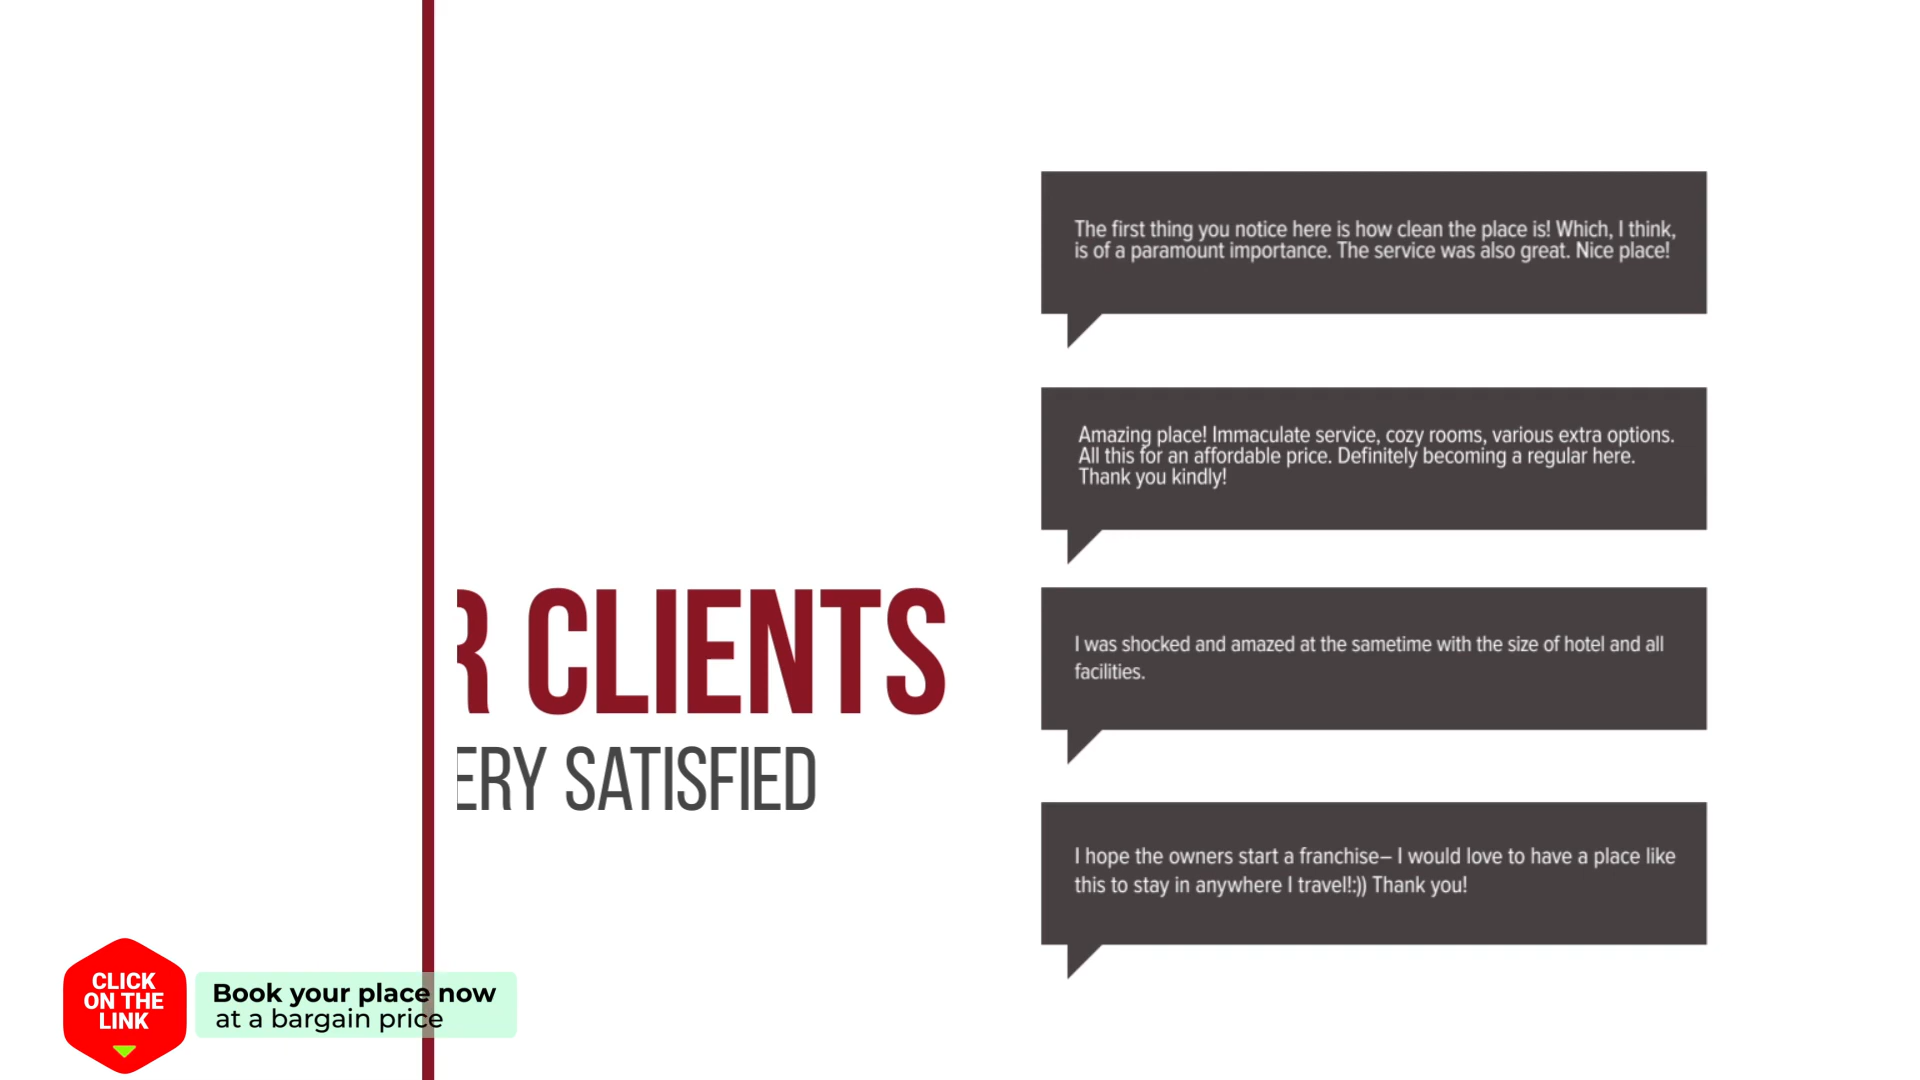 R CLIENTS
ERY SATISFIED
The first thing you notice here is how clean the place is! Which, I think,
is of a paramount importance. The service was also great. Nice place!
Amazing place! Immaculate service, cozy rooms, various extra options.
All this for an affordable price. Definitely becoming a regular here.
Thank you kindly!
I was shocked and amazed at the sametime with the size of hotel and all
facilities.
I hope the owners start a franchise– I would love to have a place like
this to stay in anywhere I travel!:)) Thank you!
CLICK
ON THE
LINK
Book your place now
at a bargain price